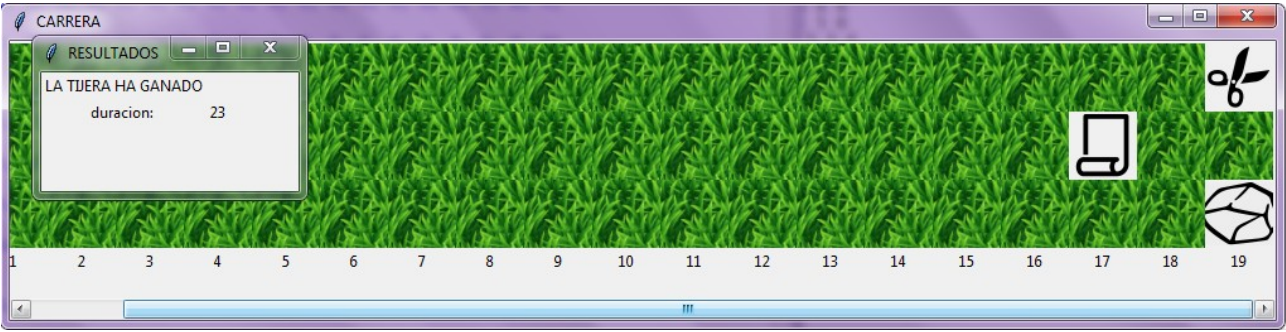 CARRERA
RESULTADOS
LA TIJERA HA GANADO
duracion: 23
1 2 3 4 5 6 7 8 9 10 11 12 13 14 15 16 17 18 19